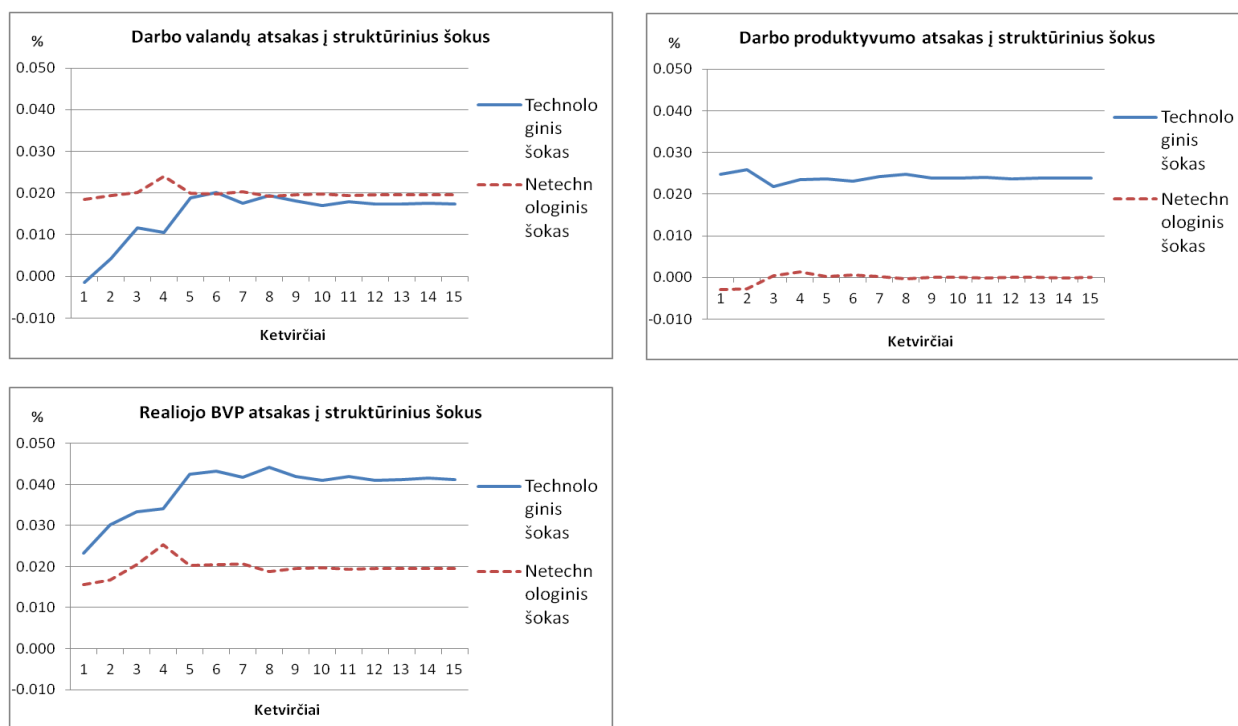 Darbo valandų atsakas į struktūrinius šokus
%
0.050
0.040
0.030
0.020
0.010
0.000
-0.010
1 2 3 4 5 6 7 8 9 10 11 12 13 14 15
Ketvirčiai
Technolo
ginis
šokas
Netechn
ologinis
šokas
Darbo produktyvumo atsakas į struktūrinius šokus
%
0.050
0.040
0.030
0.020
0.010
0.000
-0.010
1 2 3 4 5 6 7 8 9 10 11 12 13 14 15
Ketvirčiai
Technolo
ginis
šokas
Netechn
ologinis
šokas
Realiojo BVP atsakas į struktūrinius šokus
%
0.050
0.040
0.030
0.020
0.010
0.000
-0.010
1 2 3 4 5 6 7 8 9 10 11 12 13 14 15
Ketvirčiai
Technolo
ginis
šokas
Netechn
ologinis
šokas